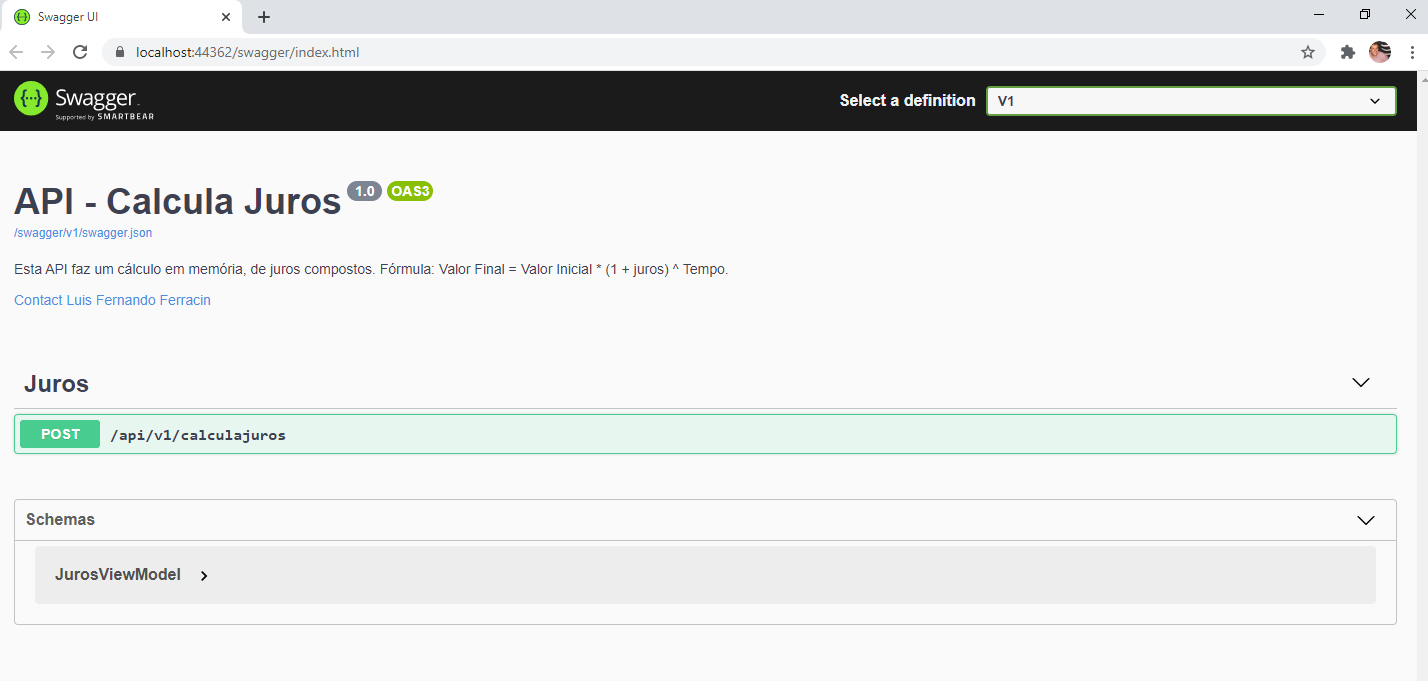 Swagger UI
localhost:44362/swagger/index.html
Swagger.
Supported by SMARTBEAR
Select a definition
V1
API - Calcula Juros 1.0 OAS3
/swagger/v1/swagger.json
Esta API faz um cálculo em memória, de juros compostos. Fórmula: Valor Final = Valor Inicial * (1 + juros) ^ Tempo.
Contact Luis Fernando Ferracin
Juros
POST /api/v1/calculajuros
Schemas
JurosViewModel